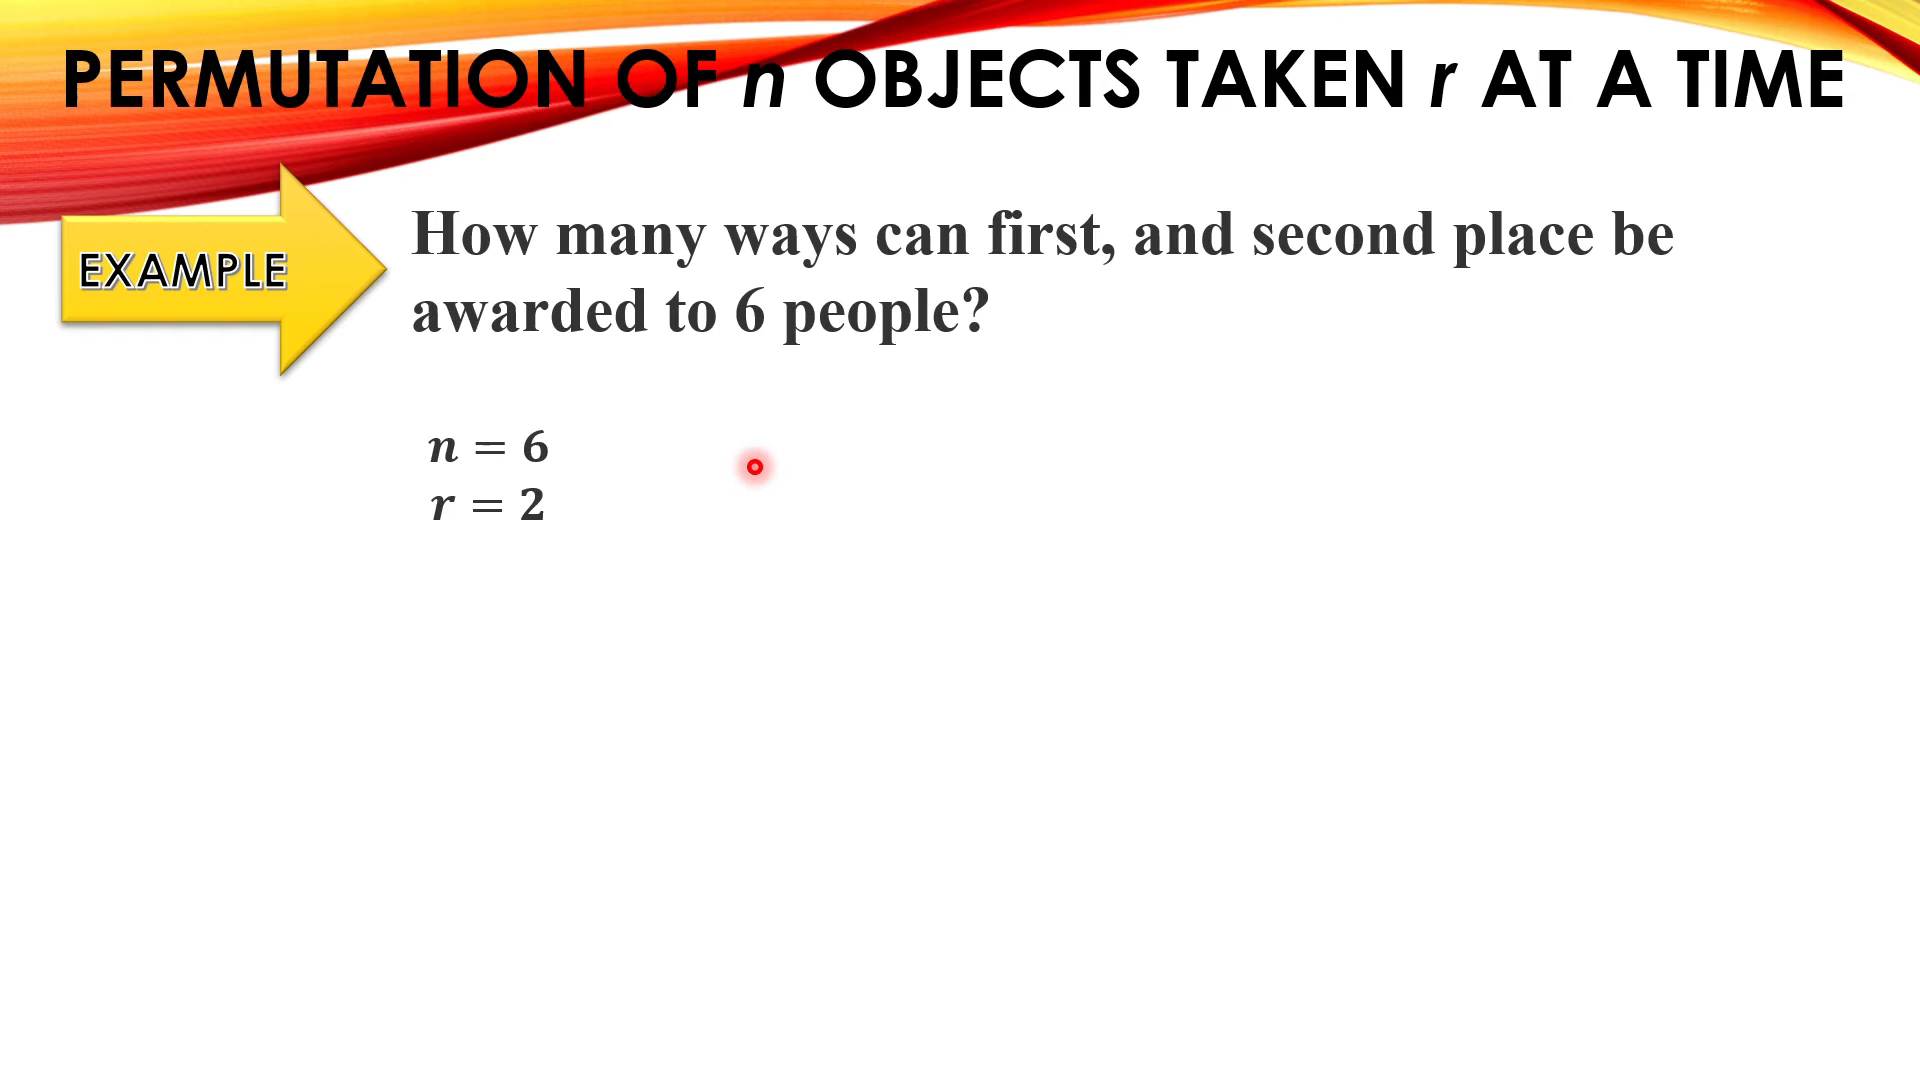 PERMUTATION OF n OBJECTS TAKEN r AT A TIME
EXAMPLE
How many ways can first, and second place be
awarded to 6 people?
n = 6
r = 2